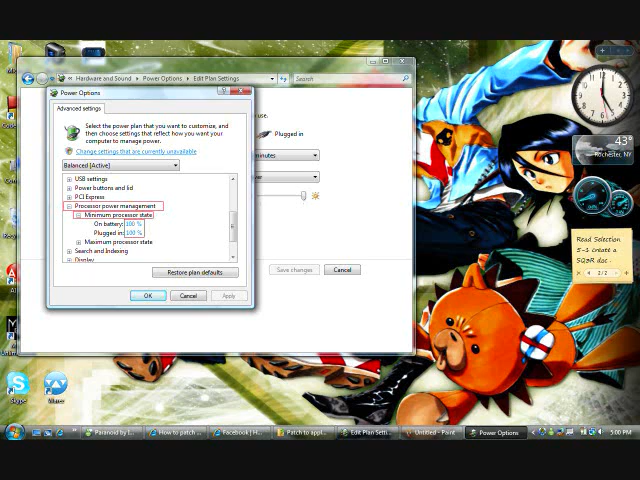 Hardware and Sound
Power Options
Edit Plan Settings
Search
Power Options
Advanced settings
Select the power plan that you want to customize, and
then choose settings that reflect how you want your
computer to manage power.
Change settings that are currently unavailable
Balanced [Active]
USB settings
Power buttons and lid
PCI Express
Processor power management
Minimum processor state
On battery: 100 %
Plugged in: 100 %
Maximum processor state
Search and Indexing
Display
Restore plan defaults
OK
Cancel
Apply
use.
Plugged in
minutes
Save changes
Cancel
43°
Rochester, NY
Read Selection
5-1 create a
SQ3R doc
2/2
Skype
Paranoid by J...
How to patch ...
Facebook | H...
Patch to appl...
Edit Plan Setti...
Untitled - Paint
Power Options
5:00 PM